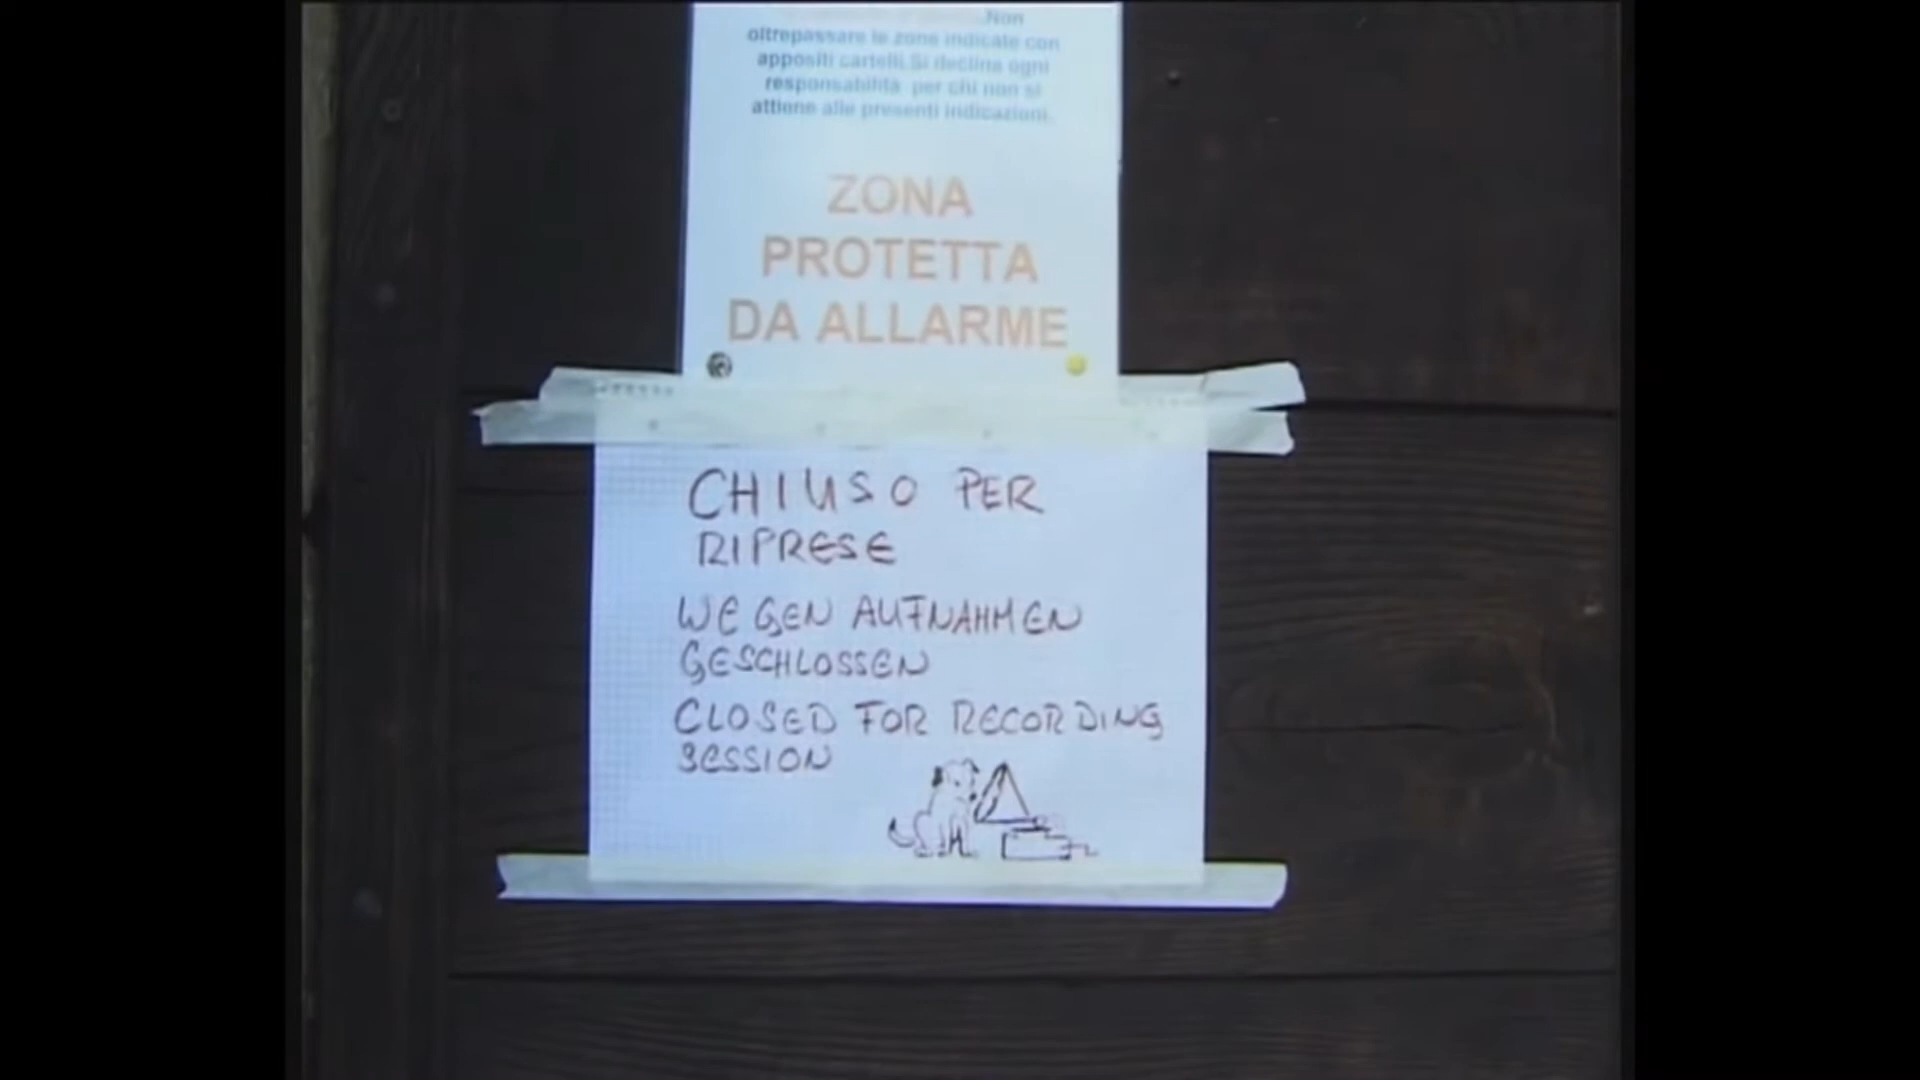 .Non
oltrepassare le zone indicate con
appositi cartelli.Si declina ogni
responsabilità per chi non si
attiene alle presenti indicazioni.
ZONA
PROTETTA
DA ALLARME
CHIUSO PER
RIPRESE
WEGEN AUFNAHMEN
GESCHLOSSEN
CLOSED FOR RECORDING
SESSION